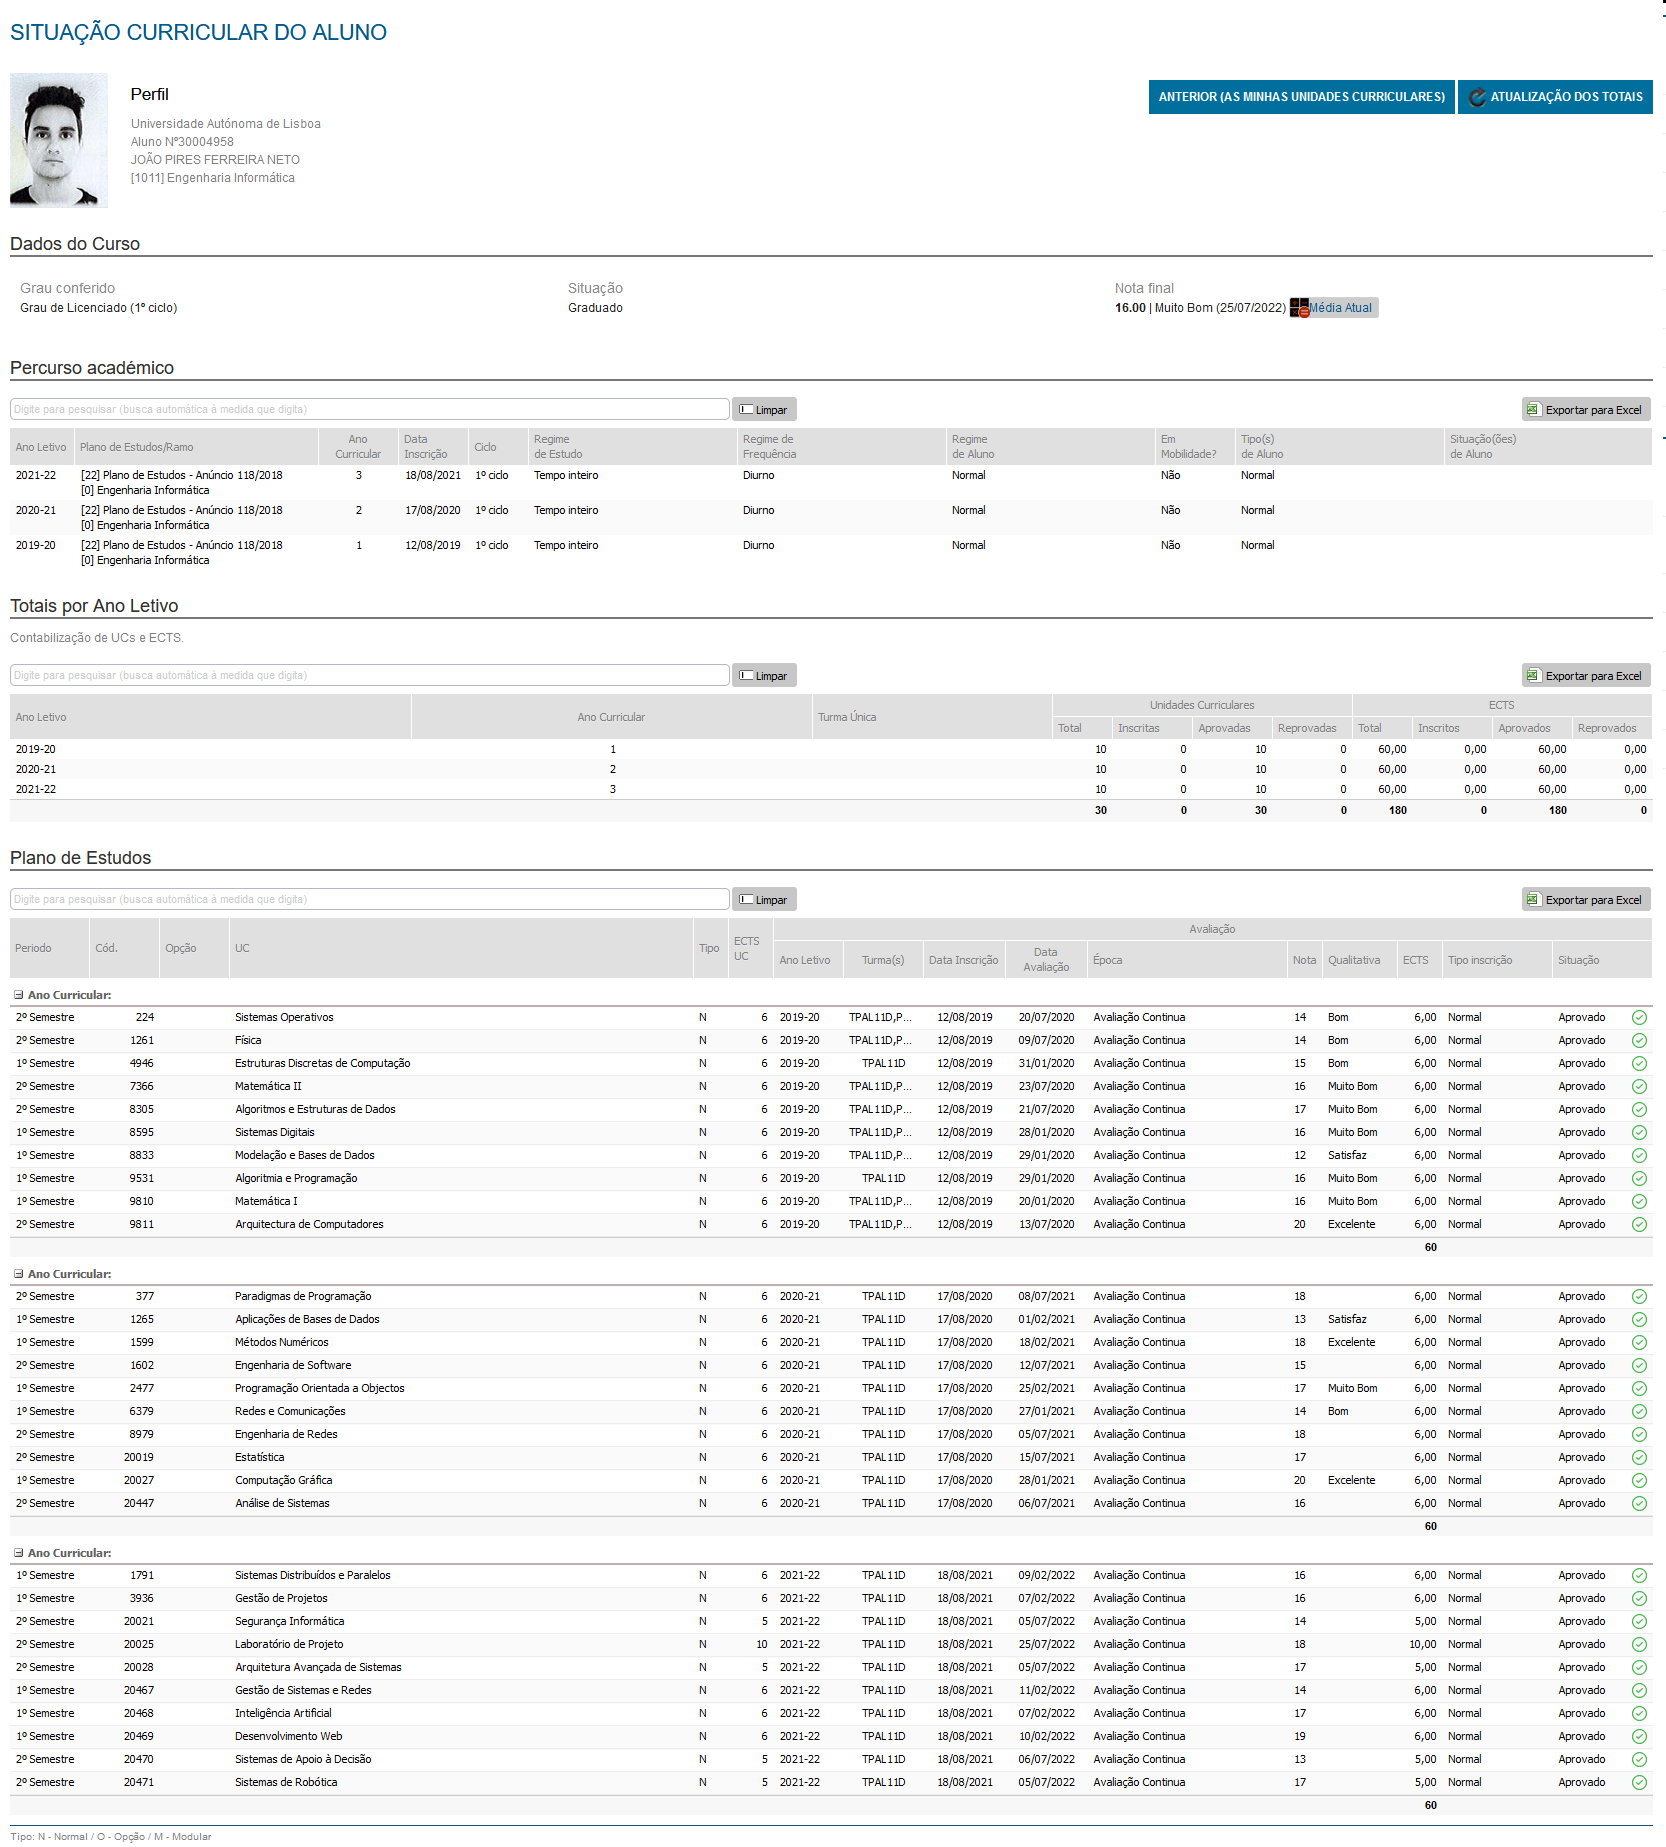 SITUAÇÃO CURRICULAR DO ALUNO
Perfil
Universidade Autónoma de Lisboa
Aluno Nº30004958
JOÃO PIRES FERREIRA NETO
[1011] Engenharia Informática
ANTERIOR (AS MINHAS UNIDADES CURRICULARES) ATUALIZAÇÃO DOS TOTAIS
Dados do Curso
Grau conferido Situação Nota final
Grau de Licenciado (1º ciclo) Graduado 16.00 | Muito Bom (25/07/2022) Média Atual
Percurso académico
Digite para pesquisar (busca automática à medida que digita) Limpar Exportar para Excel
Ano Letivo Plano de Estudos/Ramo Ano Curricular Data Inscrição Ciclo Regime de Estudo Regime de Frequência Regime de Aluno Em Mobilidade? Tipo(s) de Aluno Situação(ões) de Aluno
2021-22 [22] Plano de Estudos - Anúncio 118/2018 3 18/08/2021 1º ciclo Tempo inteiro Diurno Normal Não Normal
[0] Engenharia Informática
2020-21 [22] Plano de Estudos - Anúncio 118/2018 2 17/08/2020 1º ciclo Tempo inteiro Diurno Normal Não Normal
[0] Engenharia Informática
2019-20 [22] Plano de Estudos - Anúncio 118/2018 1 12/08/2019 1º ciclo Tempo inteiro Diurno Normal Não Normal
[0] Engenharia Informática
Totais por Ano Letivo
Contabilização de UCs e ECTS.
Digite para pesquisar (busca automática à medida que digita) Limpar Exportar para Excel
Ano Letivo Ano Curricular Turma Única Unidades Curriculares ECTS
Total Inscritas Aprovadas Reprovadas Total Inscritos Aprovados Reprovados
2019-20 1 10 0 10 0 60,00 0,00 60,00 0,00
2020-21 2 10 0 10 0 60,00 0,00 60,00 0,00
2021-22 3 10 0 10 0 60,00 0,00 60,00 0,00
30 0 30 0 180 0 180 0
Plano de Estudos
Digite para pesquisar (busca automática à medida que digita) Limpar Exportar para Excel
Periodo Cód. Opção UC Tipo ECTS UC Avaliação
Ano Letivo Turma(s) Data Inscrição Data Avaliação Época Nota Qualitativa ECTS Tipo inscrição Situação
Ano Curricular:
2º Semestre 224 Sistemas Operativos N 6 2019-20 TPAL11D,P... 12/08/2019 20/07/2020 Avaliação Continua 14 Bom 6,00 Normal Aprovado
2º Semestre 1261 Física N 6 2019-20 TPAL11D,P... 12/08/2019 09/07/2020 Avaliação Continua 14 Bom 6,00 Normal Aprovado
1º Semestre 4946 Estruturas Discretas de Computação N 6 2019-20 TPAL11D 12/08/2019 31/01/2020 Avaliação Continua 15 Bom 6,00 Normal Aprovado
2º Semestre 7366 Matemática II N 6 2019-20 TPAL11D,P... 12/08/2019 23/07/2020 Avaliação Continua 16 Muito Bom 6,00 Normal Aprovado
2º Semestre 8305 Algoritmos e Estruturas de Dados N 6 2019-20 TPAL11D,P... 12/08/2019 21/07/2020 Avaliação Continua 17 Muito Bom 6,00 Normal Aprovado
1º Semestre 8595 Sistemas Digitais N 6 2019-20 TPAL11D,P... 12/08/2019 28/01/2020 Avaliação Continua 16 Muito Bom 6,00 Normal Aprovado
1º Semestre 8833 Modelação e Bases de Dados N 6 2019-20 TPAL11D,P... 12/08/2019 29/01/2020 Avaliação Continua 12 Satisfaz 6,00 Normal Aprovado
1º Semestre 9531 Algoritmia e Programação N 6 2019-20 TPAL11D 12/08/2019 29/01/2020 Avaliação Continua 16 Muito Bom 6,00 Normal Aprovado
1º Semestre 9810 Matemática I N 6 2019-20 TPAL11D,P... 12/08/2019 20/01/2020 Avaliação Continua 16 Muito Bom 6,00 Normal Aprovado
2º Semestre 9811 Arquitectura de Computadores N 6 2019-20 TPAL11D,P... 12/08/2019 13/07/2020 Avaliação Continua 20 Excelente 6,00 Normal Aprovado
60
Ano Curricular:
2º Semestre 377 Paradigmas de Programação N 6 2020-21 TPAL11D 17/08/2020 08/07/2021 Avaliação Continua 18 6,00 Normal Aprovado
1º Semestre 1265 Aplicações de Bases de Dados N 6 2020-21 TPAL11D 17/08/2020 01/02/2021 Avaliação Continua 13 Satisfaz 6,00 Normal Aprovado
1º Semestre 1599 Métodos Numéricos N 6 2020-21 TPAL11D 17/08/2020 18/02/2021 Avaliação Continua 18 Excelente 6,00 Normal Aprovado
2º Semestre 1602 Engenharia de Software N 6 2020-21 TPAL11D 17/08/2020 12/07/2021 Avaliação Continua 15 6,00 Normal Aprovado
1º Semestre 2477 Programação Orientada a Objectos N 6 2020-21 TPAL11D 17/08/2020 25/02/2021 Avaliação Continua 17 Muito Bom 6,00 Normal Aprovado
1º Semestre 6379 Redes e Comunicações N 6 2020-21 TPAL11D 17/08/2020 27/01/2021 Avaliação Continua 14 Bom 6,00 Normal Aprovado
2º Semestre 8979 Engenharia de Redes N 6 2020-21 TPAL11D 17/08/2020 05/07/2021 Avaliação Continua 18 6,00 Normal Aprovado
2º Semestre 20019 Estatística N 6 2020-21 TPAL11D 17/08/2020 15/07/2021 Avaliação Continua 17 6,00 Normal Aprovado
1º Semestre 20027 Computação Gráfica N 6 2020-21 TPAL11D 17/08/2020 28/01/2021 Avaliação Continua 20 Excelente 6,00 Normal Aprovado
2º Semestre 20447 Análise de Sistemas N 6 2020-21 TPAL11D 17/08/2020 06/07/2021 Avaliação Continua 16 6,00 Normal Aprovado
60
Ano Curricular:
1º Semestre 1791 Sistemas Distribuídos e Paralelos N 6 2021-22 TPAL11D 18/08/2021 09/02/2022 Avaliação Continua 16 6,00 Normal Aprovado
1º Semestre 3936 Gestão de Projetos N 6 2021-22 TPAL11D 18/08/2021 07/02/2022 Avaliação Continua 16 6,00 Normal Aprovado
2º Semestre 20021 Segurança Informática N 5 2021-22 TPAL11D 18/08/2021 05/07/2022 Avaliação Continua 14 5,00 Normal Aprovado
2º Semestre 20025 Laboratório de Projeto N 10 2021-22 TPAL11D 18/08/2021 25/07/2022 Avaliação Continua 18 10,00 Normal Aprovado
2º Semestre 20028 Arquitetura Avançada de Sistemas N 5 2021-22 TPAL11D 18/08/2021 05/07/2022 Avaliação Continua 17 5,00 Normal Aprovado
1º Semestre 20467 Gestão de Sistemas e Redes N 6 2021-22 TPAL11D 18/08/2021 11/02/2022 Avaliação Continua 14 6,00 Normal Aprovado
1º Semestre 20468 Inteligência Artificial N 6 2021-22 TPAL11D 18/08/2021 07/02/2022 Avaliação Continua 17 6,00 Normal Aprovado
1º Semestre 20469 Desenvolvimento Web N 6 2021-22 TPAL11D 18/08/2021 10/02/2022 Avaliação Continua 19 6,00 Normal Aprovado
2º Semestre 20470 Sistemas de Apoio à Decisão N 5 2021-22 TPAL11D 18/08/2021 06/07/2022 Avaliação Continua 13 5,00 Normal Aprovado
2º Semestre 20471 Sistemas de Robótica N 5 2021-22 TPAL11D 18/08/2021 05/07/2022 Avaliação Continua 17 5,00 Normal Aprovado
60
Tipo: N - Normal / O - Opção / M - Modular